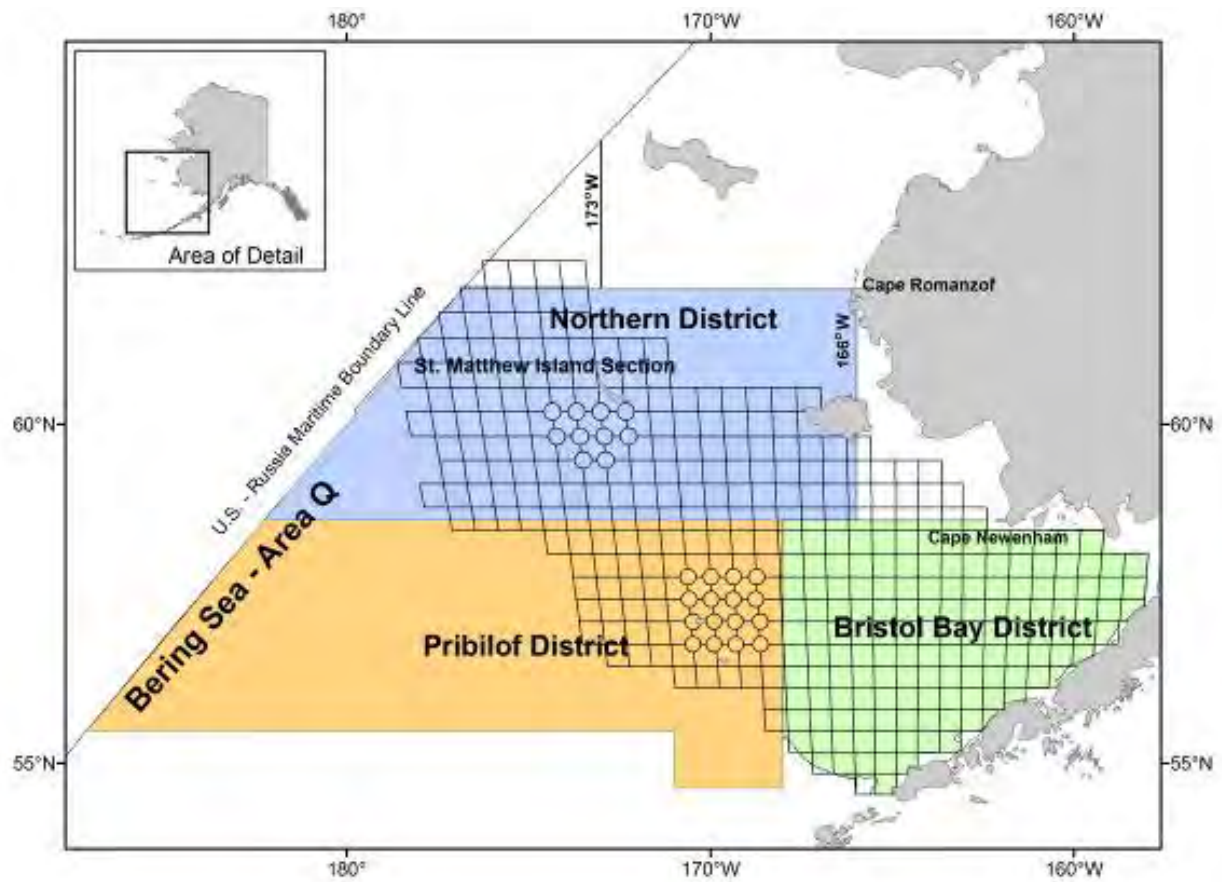 180°
170°W
160°W
Area of Detail
173°W
Cape Romanzof
Northern District
166°W
St. Matthew Island Section
U.S. - Russia Maritime Boundary Line
60°N
60°N
Bering Sea - Area Q
Cape Newenham
Pribilof District
Bristol Bay District
55°N
55°N
180°
170°W
160°W